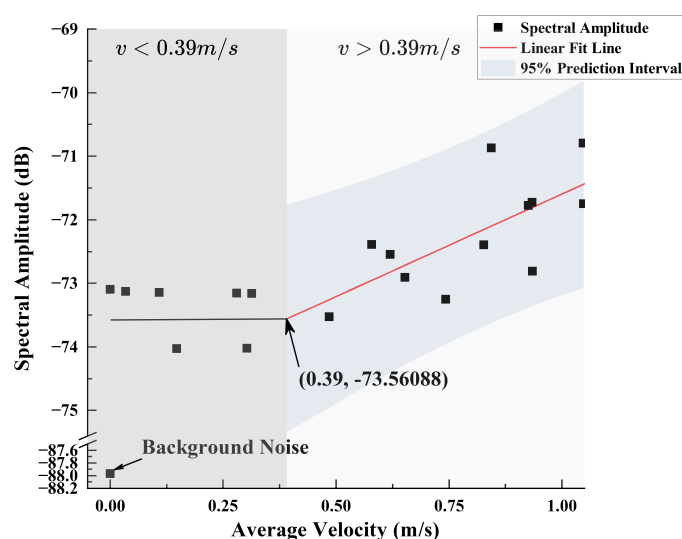 −69
−70
−71
−72
−73
−74
−75
−87.6
−87.8
−88.0
−88.2
Spectral Amplitude (dB)
v < 0.39m/s
v > 0.39m/s
Spectral Amplitude
Linear Fit Line
95% Prediction Interval
(0.39, -73.56088)
Background Noise
0.00
0.25
0.50
0.75
1.00
Average Velocity (m/s)